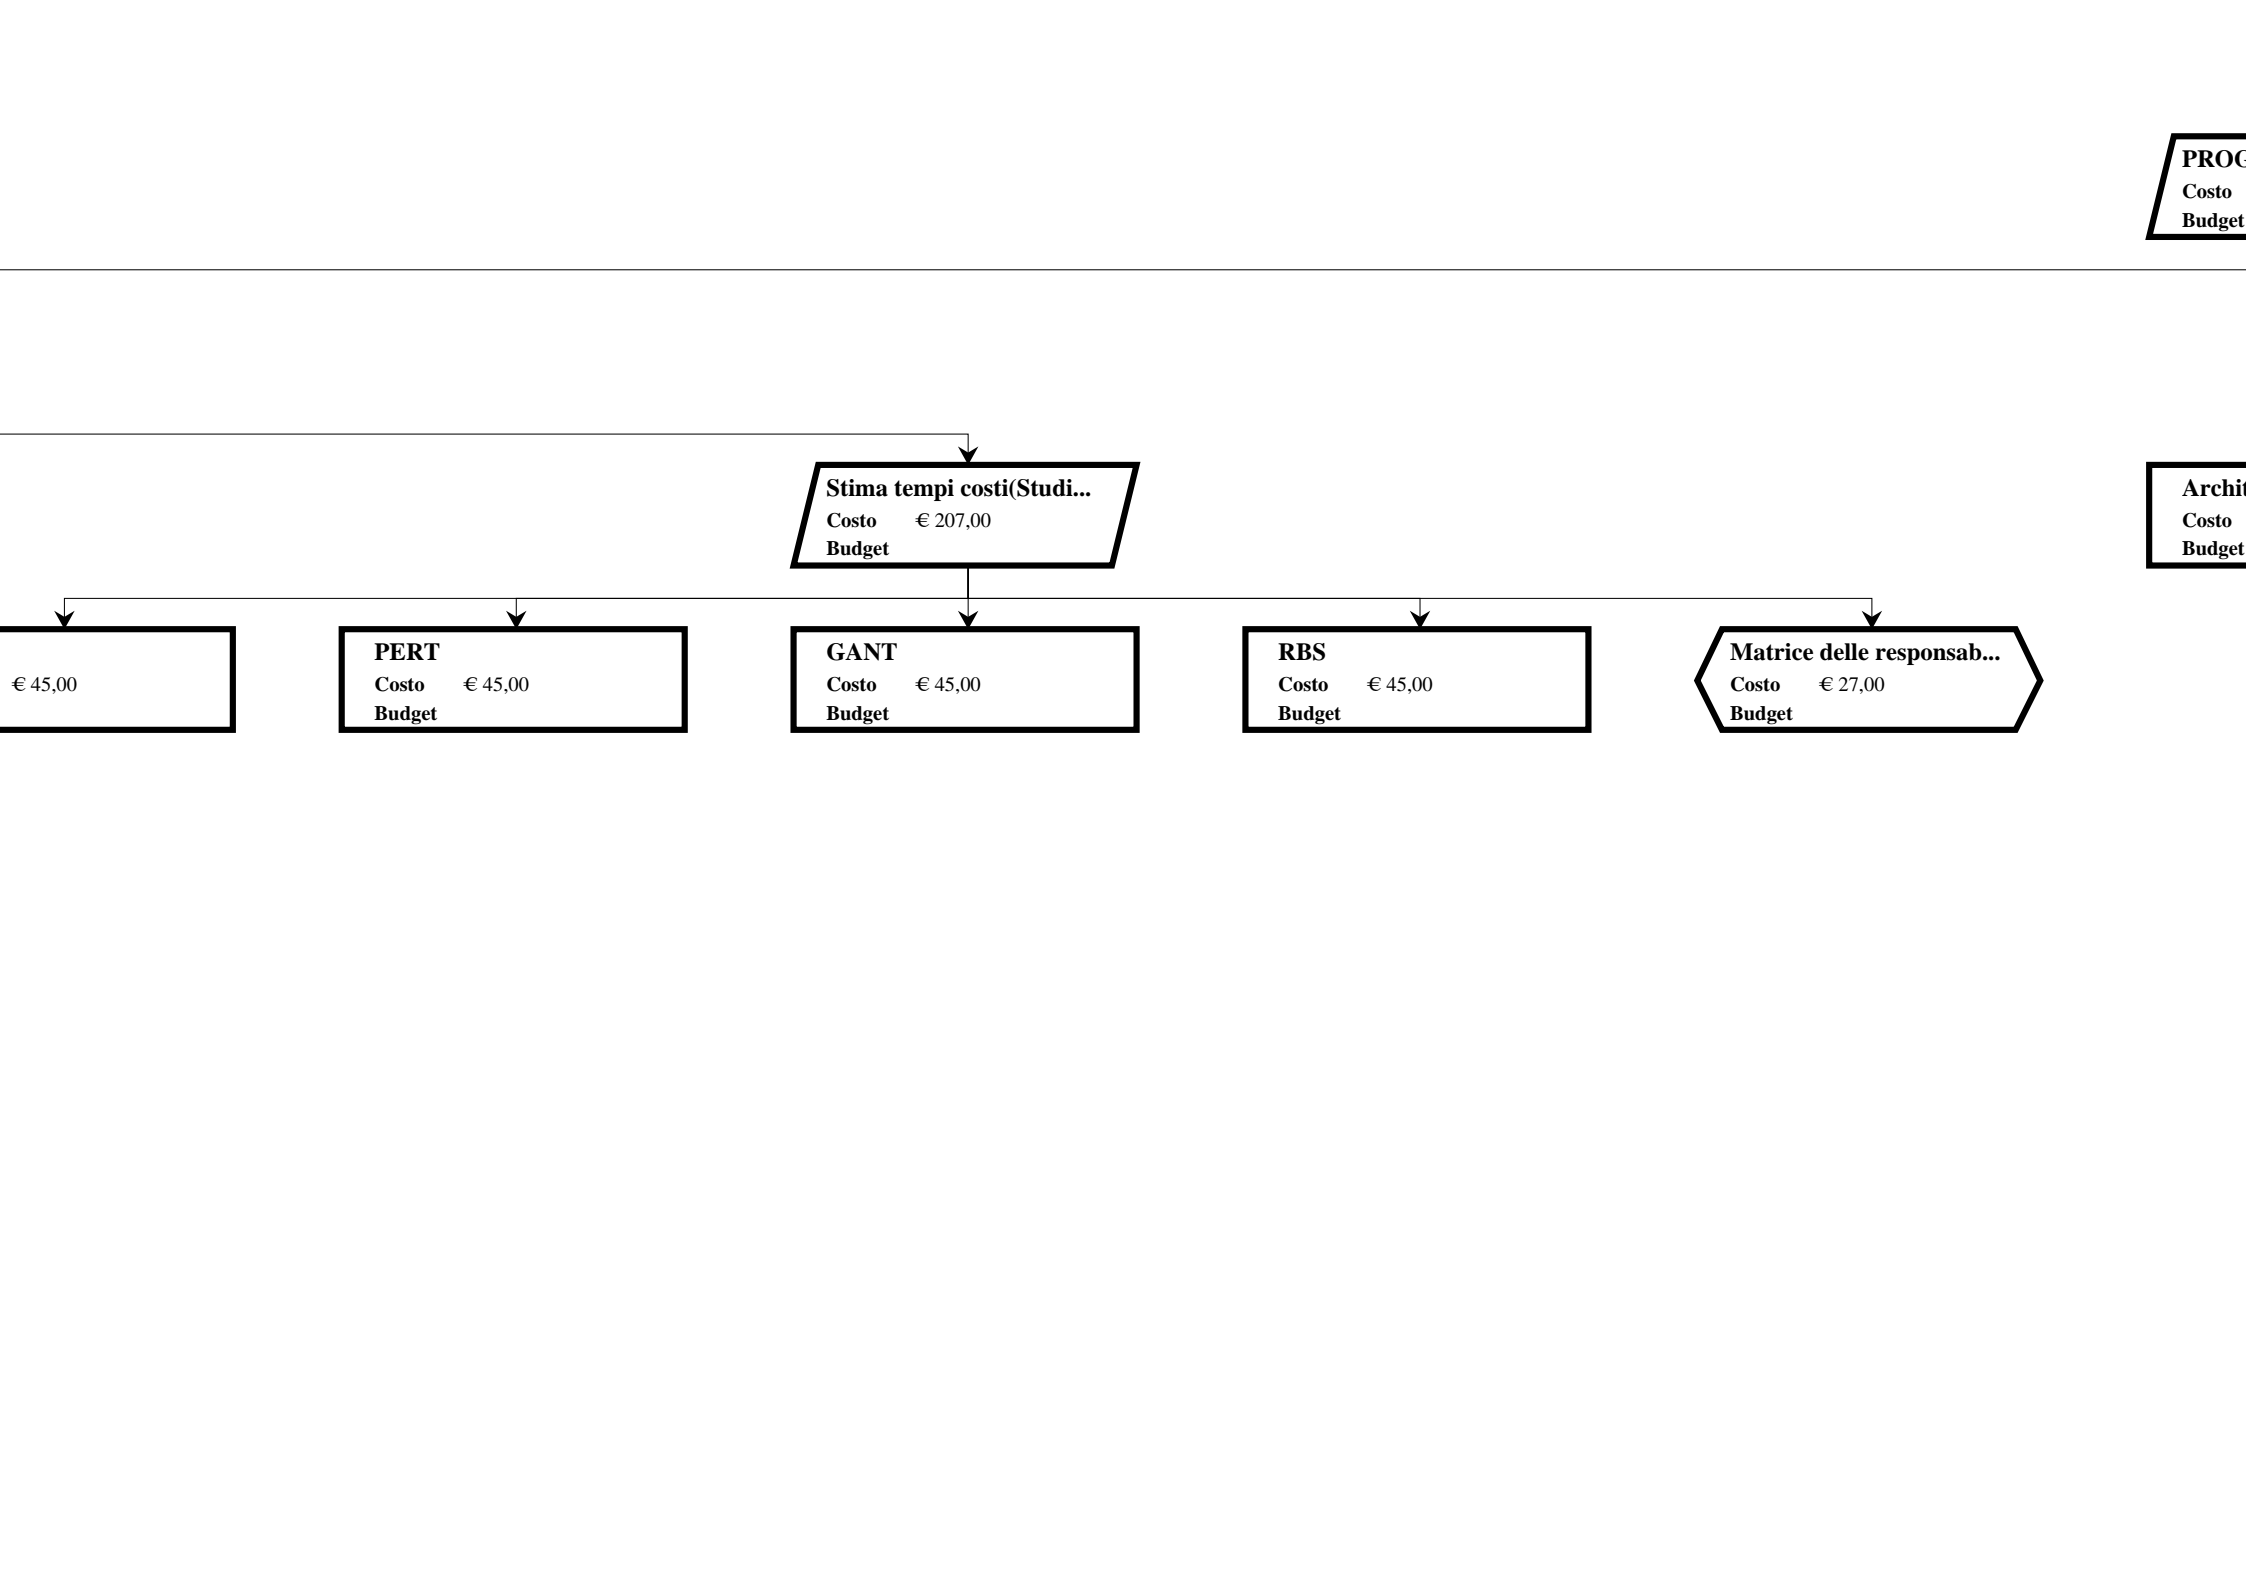 PROG
Costo
Budget
Stima tempi costi(Studi...
Costo € 207,00
Budget
Archit
Costo
Budget
€ 45,00
PERT
Costo € 45,00
Budget
GANT
Costo € 45,00
Budget
RBS
Costo € 45,00
Budget
Matrice delle responsab...
Costo € 27,00
Budget